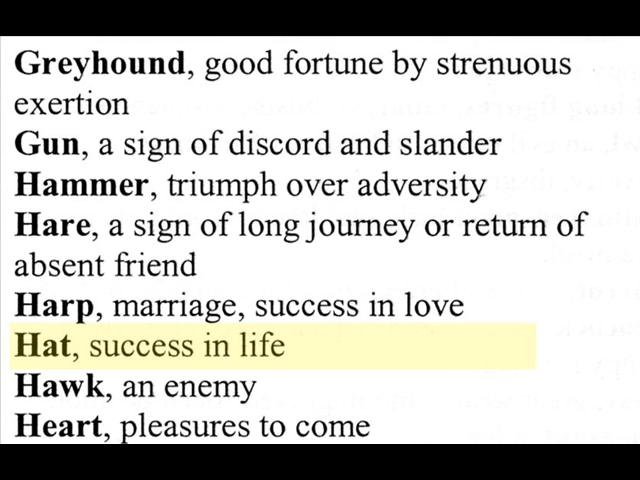 Greyhound, good fortune by strenuous
exertion
Gun, a sign of discord and slander
Hammer, triumph over adversity
Hare, a sign of long journey or return of
absent friend
Harp, marriage, success in love
Hat, success in life
Hawk, an enemy
Heart, pleasures to come